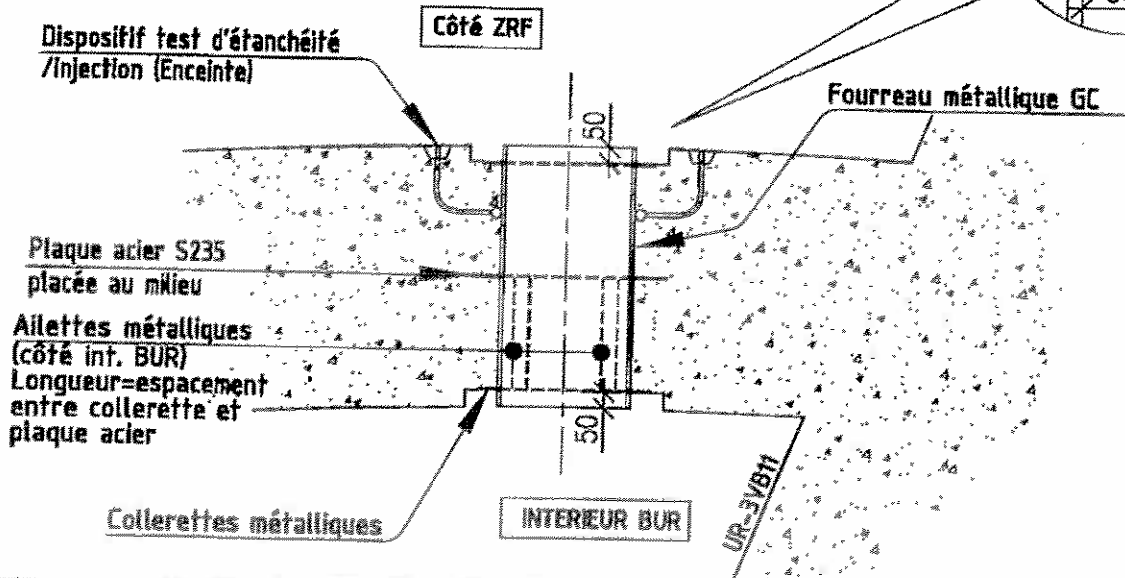 Côté ZRF
Dispositif test d'étanchéité
/Injection (Enceinte)
Fourreau métallique GC
50
Plaque acier S235
placée au milieu
Ailettes métalliques
(côté int. BUR)
Longueur=espacement
entre collerette et
plaque acier
50
Collerettes métalliques
INTERIEUR BUR
UR-3VB11